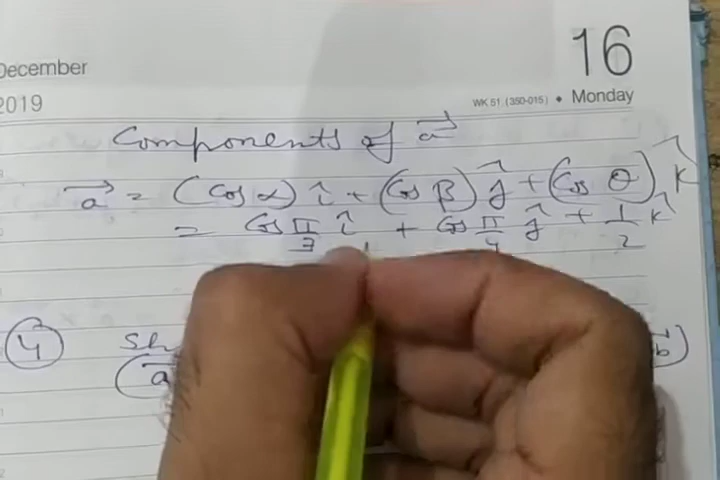 December
16
2019
WK 51 (350-015) • Monday
Components of a⃗
a⃗ = (Cos α) î + (Cos β) ĵ + (Cos θ) k̂
= Cos π/3 î + Cos π/4 ĵ + 1/2 k̂
4
(a⃗ b⃗)